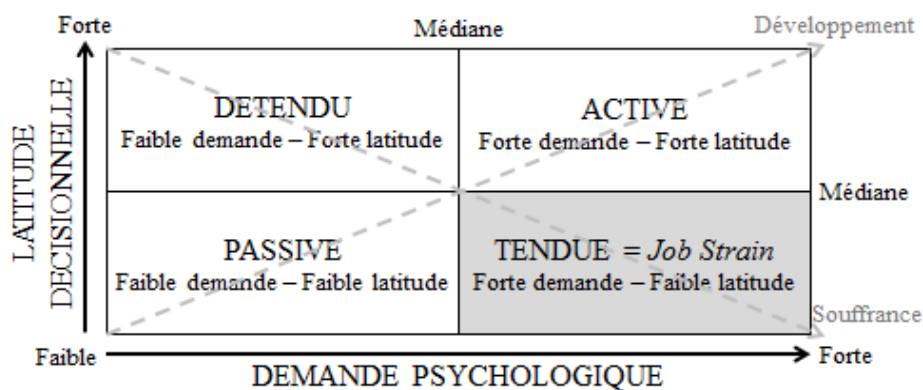 Forte
Médiane
Développement
LATITUDE
DECISIONNELLE
DETENDU
Faible demande – Forte latitude
ACTIVE
Forte demande – Forte latitude
Médiane
PASSIVE
Faible demande – Faible latitude
TENDUE = Job Strain
Forte demande – Faible latitude
Souffrance
Faible
Forte
DEMANDE PSYCHOLOGIQUE